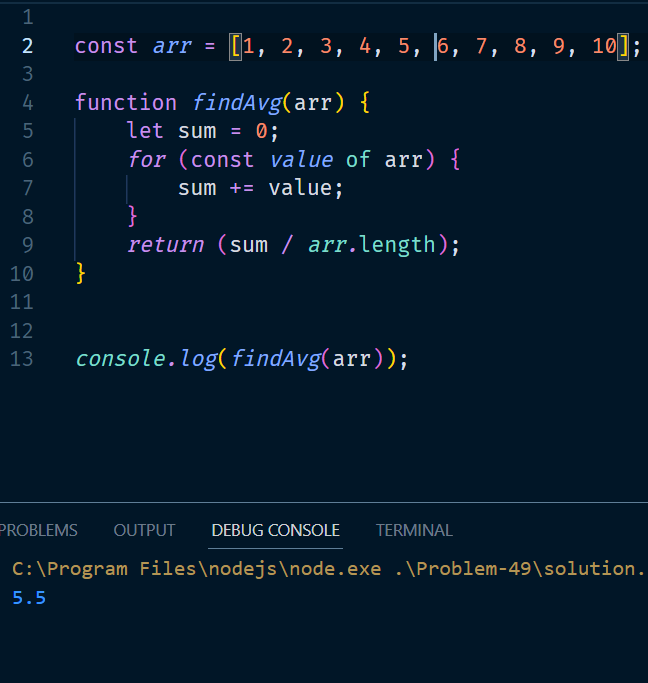 1
2 const arr = [1, 2, 3, 4, 5, 6, 7, 8, 9, 10];
3
4 function findAvg(arr) {
5     let sum = 0;
6     for (const value of arr) {
7         sum += value;
8     }
9     return (sum / arr.length);
10 }
11
12
13 console.log(findAvg(arr));
PROBLEMS OUTPUT DEBUG CONSOLE TERMINAL
C:\Program Files\nodejs\node.exe .\Problem-49\solution.
5.5